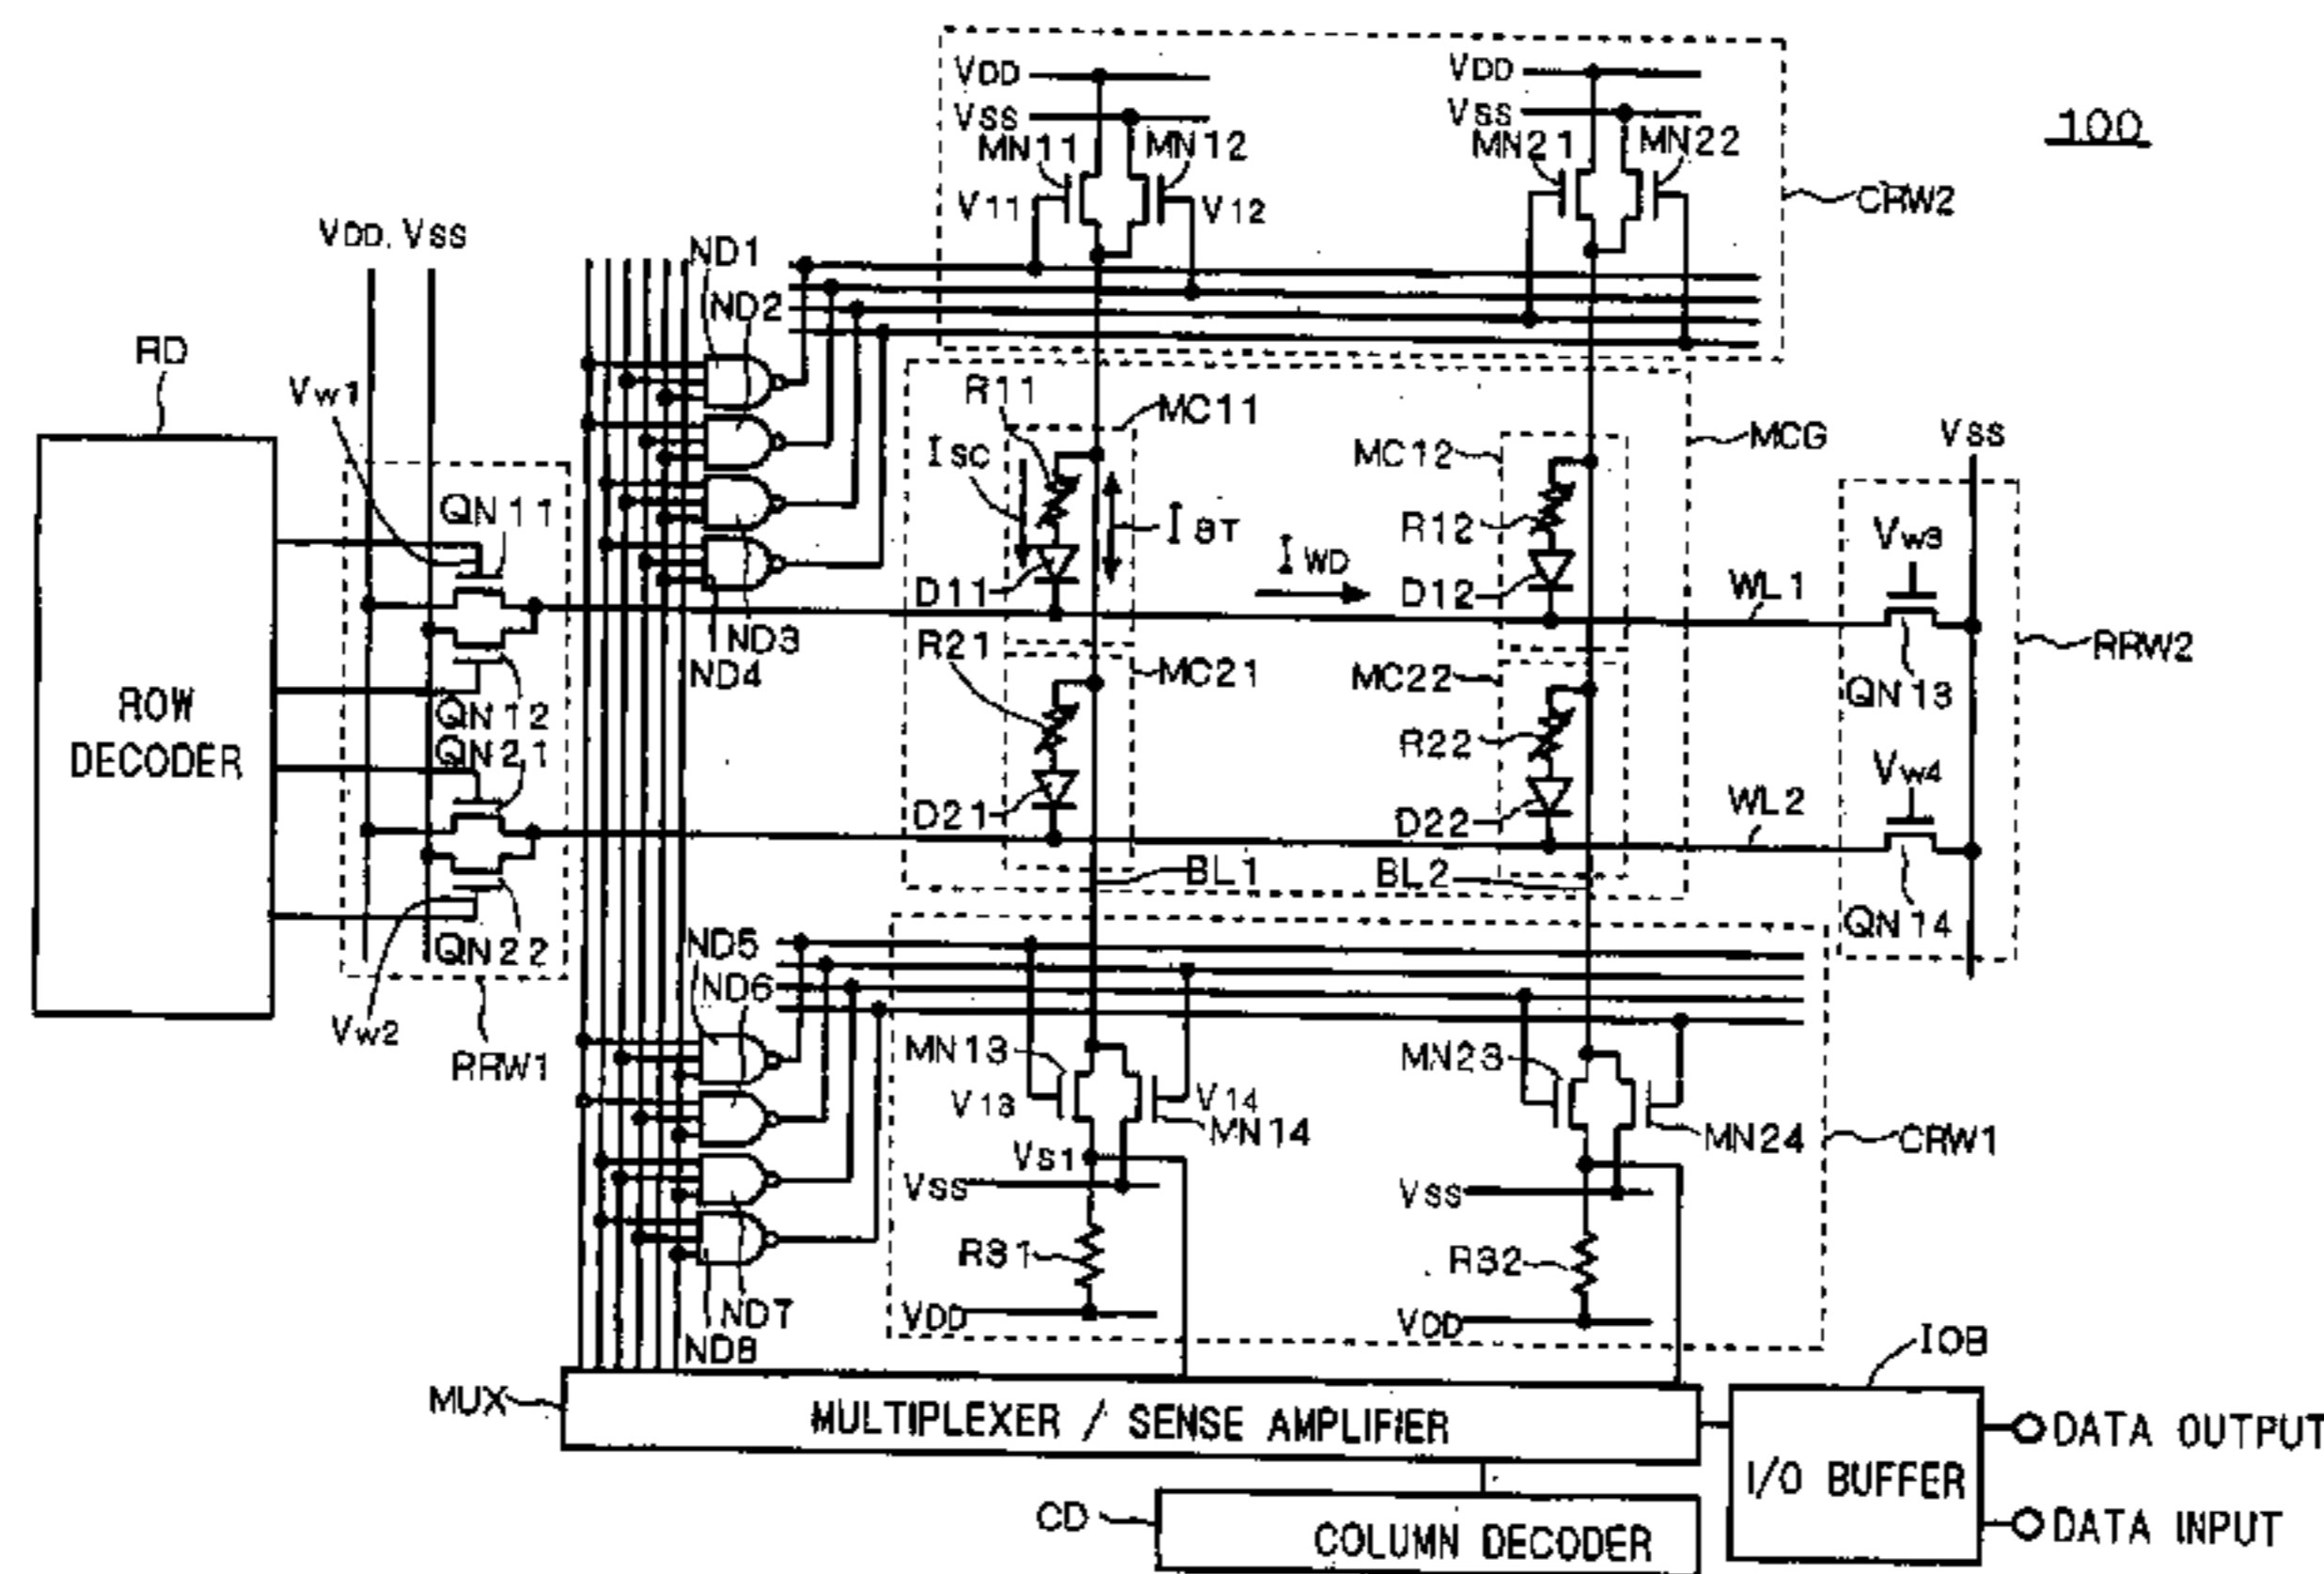 VDD
VSS
MN11
MN12
V11
V12
VDD
VSS
MN21
MN22
CRW2
100
VDD, VSS
ND1
ND2
RD
Vw1
QN11
ROW
DECODER
QN12
QN21
QN22
Vw2
RRW1
ND3
ND4
R11
MC11
ISC
IST
D11
IWD
MC12
R12
D12
MCG
VSS
Vw3
WL1
QN13
RRW2
R21
MC21
D21
MC22
R22
D22
WL2
Vw4
QN14
BL1
BL2
ND5
ND6
MN13
V13
V14
MN14
VS1
VSS
R31
VDD
MN23
MN24
CRW1
VSS
R32
VDD
ND7
ND8
MUX
MULTIPLEXER / SENSE AMPLIFIER
IOB
I/O BUFFER
DATA OUTPUT
DATA INPUT
CD
COLUMN DECODER